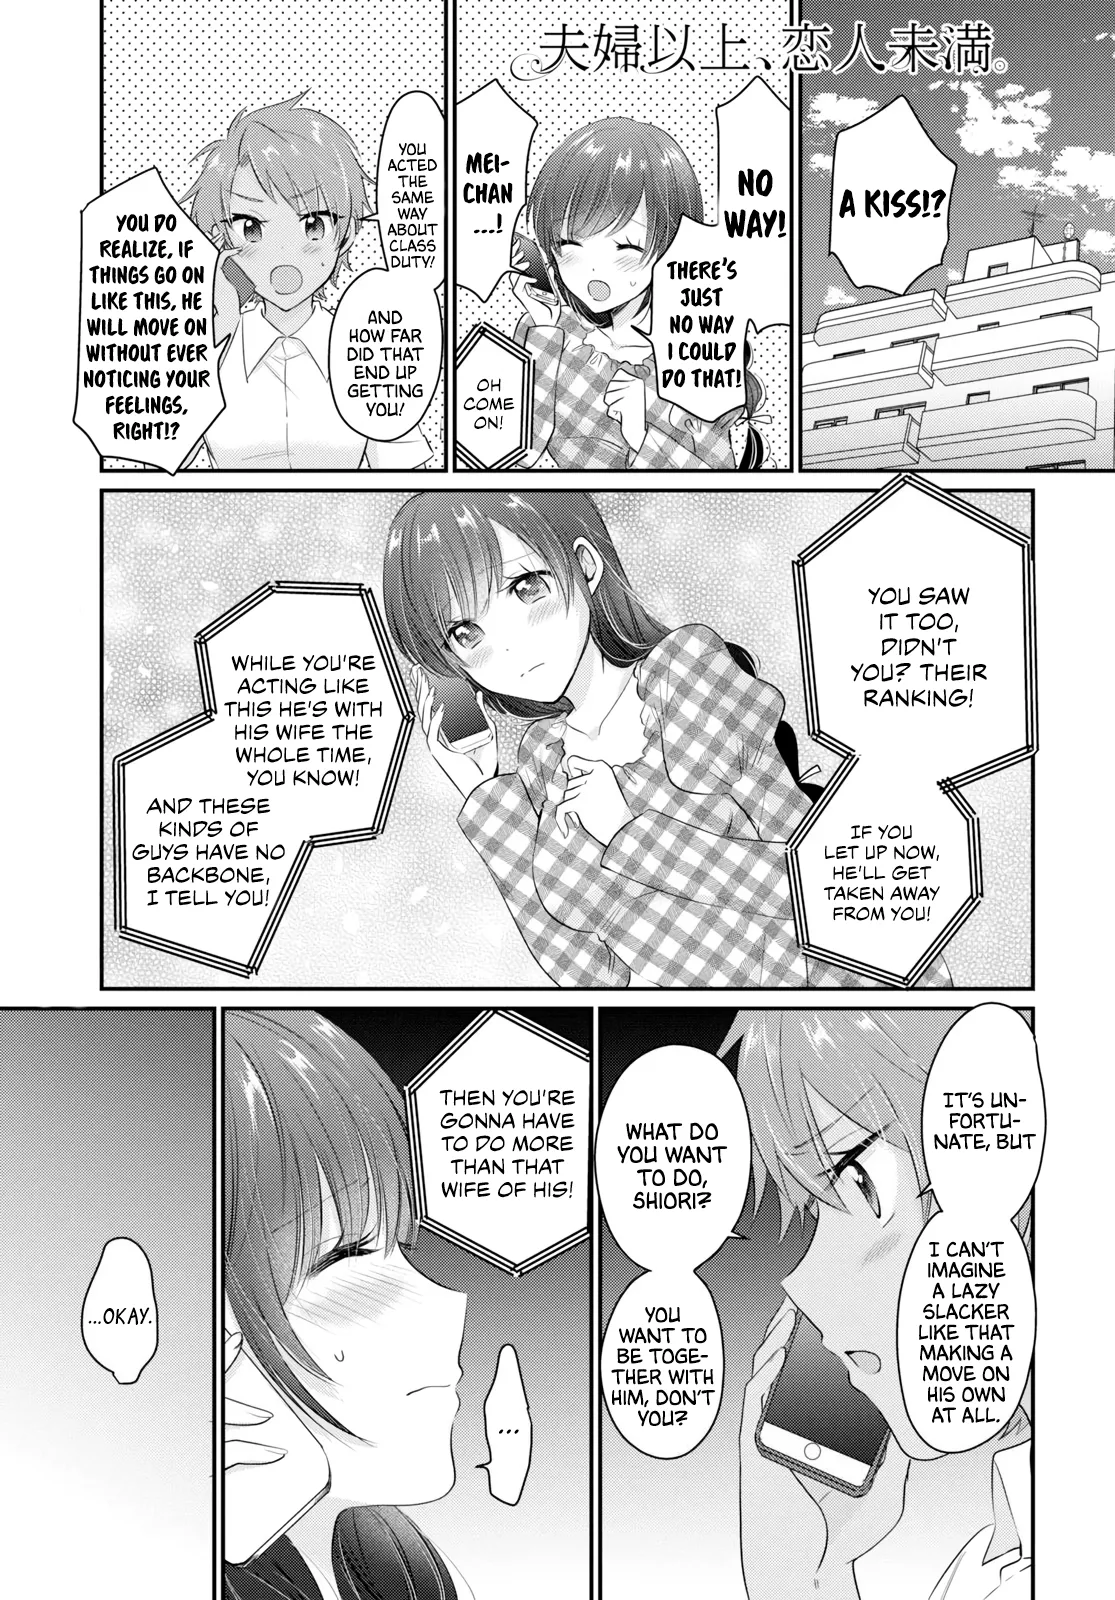 夫婦以上、恋人未満。
A KISS!?
NO
WAY!
THERE'S
JUST
NO WAY
I COULD
DO THAT!
MEI-
CHAN
...!
OH
COME
ON!
YOU
ACTED
THE
SAME
WAY
ABOUT
CLASS
DUTY!
AND
HOW FAR
DID THAT
END UP
GETTING
YOU!
YOU DO
REALIZE, IF
THINGS GO ON
LIKE THIS, HE
WILL MOVE ON
WITHOUT EVER
NOTICING YOUR
FEELINGS,
RIGHT!?
YOU SAW
IT TOO,
DIDN'T
YOU? THEIR
RANKING!
IF YOU
LET UP NOW,
HE'LL GET
TAKEN AWAY
FROM YOU!
WHILE YOU'RE
ACTING LIKE
THIS HE'S WITH
HIS WIFE THE
WHOLE TIME,
YOU KNOW!
AND THESE
KINDS OF
GUYS HAVE NO
BACKBONE,
I TELL YOU!
IT'S UN-
FORTU-
NATE, BUT
I CAN'T
IMAGINE
A LAZY
SLACKER
LIKE THAT
MAKING A
MOVE ON
HIS OWN
AT ALL.
WHAT DO
YOU WANT
TO DO,
SHIORI?
YOU
WANT TO
BE TOGE-
THER WITH
HIM, DON'T
YOU?
THEN YOU'RE
GONNA HAVE
TO DO MORE
THAN THAT
WIFE OF HIS!
...
...OKAY.